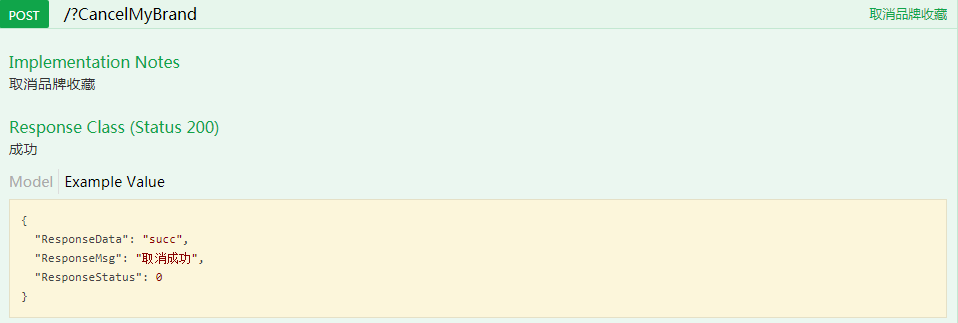 POST /?CancelMyBrand 取消品牌收藏
Implementation Notes
取消品牌收藏
Response Class (Status 200)
成功
Model Example Value
{
"ResponseData": "succ",
"ResponseMsg": "取消成功",
"ResponseStatus": 0
}